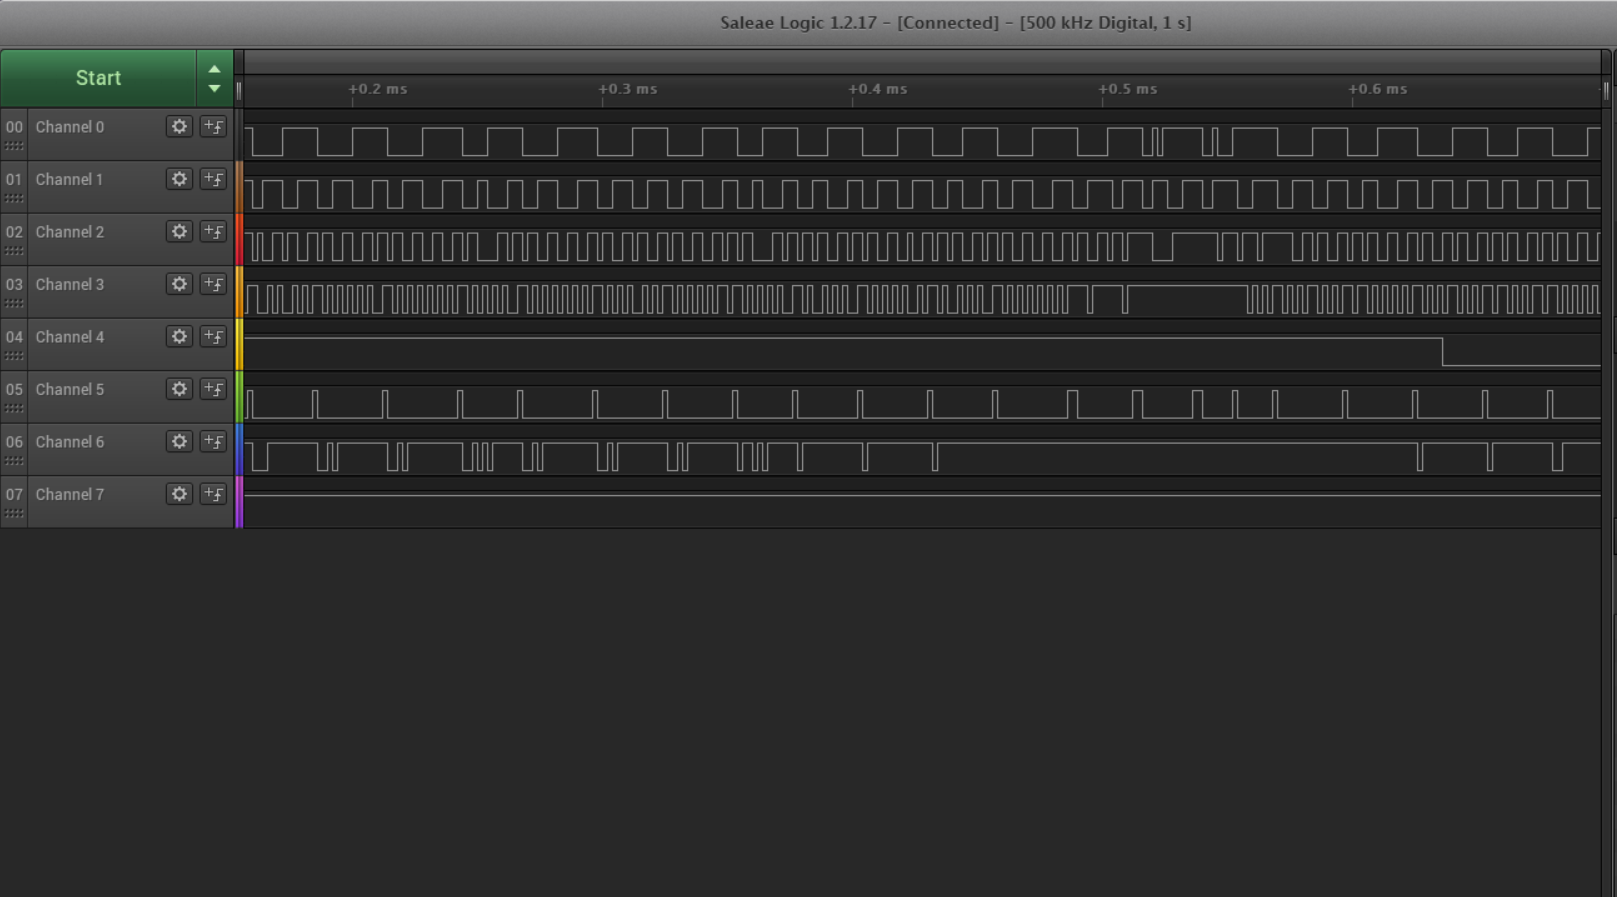 Saleae Logic 1.2.17 - [Connected] - [500 kHz Digital, 1 s]
Start
+0.2 ms +0.3 ms +0.4 ms +0.5 ms +0.6 ms
00 Channel 0
01 Channel 1
02 Channel 2
03 Channel 3
04 Channel 4
05 Channel 5
06 Channel 6
07 Channel 7